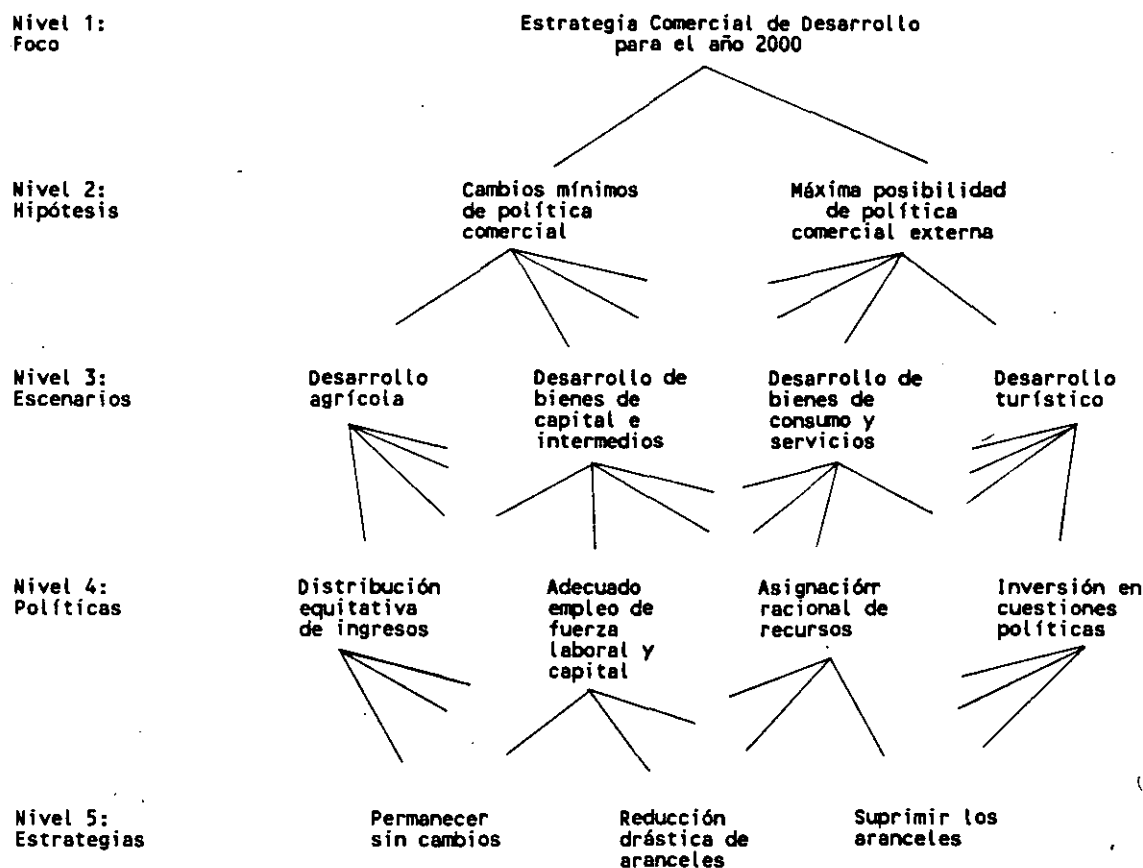 Nivel 1:
Foco
Estrategia Comercial de Desarrollo
para el año 2000
Nivel 2:
Hipótesis
Cambios mínimos
de política
comercial
Máxima posibilidad
de política
comercial externa
Nivel 3:
Escenarios
Desarrollo
agrícola
Desarrollo de
bienes de
capital e
intermedios
Desarrollo de
bienes de
consumo y
servicios
Desarrollo
turístico
Nivel 4:
Políticas
Distribución
equitativa
de ingresos
Adecuado
empleo de
fuerza
laboral y
capital
Asignaciórr
racional de
recursos
Inversión en
cuestiones
políticas
Nivel 5:
Estrategias
Permanecer
sin cambios
Reducción
drástica de
aranceles
Suprimir los
aranceles